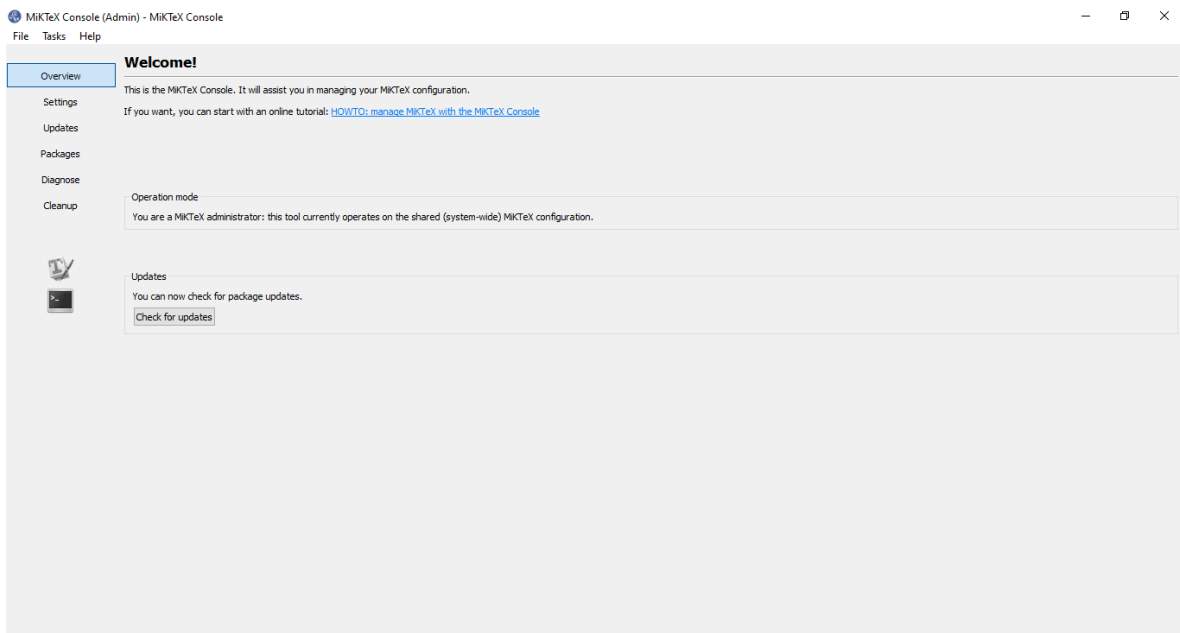 MiKTeX Console (Admin) - MiKTeX Console
File Tasks Help
Overview
Settings
Updates
Packages
Diagnose
Cleanup
Welcome!
This is the MiKTeX Console. It will assist you in managing your MiKTeX configuration.
If you want, you can start with an online tutorial: HOWTO: manage MiKTeX with the MiKTeX Console
Operation mode
You are a MiKTeX administrator: this tool currently operates on the shared (system-wide) MiKTeX configuration.
Updates
You can now check for package updates.
Check for updates